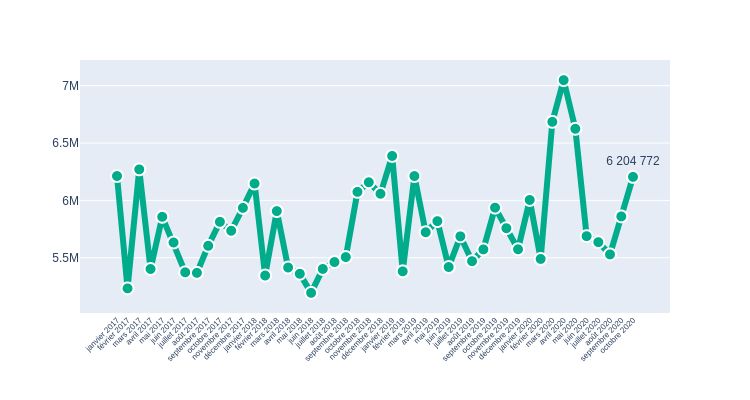 7M
6.5M
6M
5.5M
6 204 772
janvier 2017
février 2017
mars 2017
avril 2017
mai 2017
juin 2017
juillet 2017
août 2017
septembre 2017
octobre 2017
novembre 2017
décembre 2017
janvier 2018
février 2018
mars 2018
avril 2018
mai 2018
juin 2018
juillet 2018
août 2018
septembre 2018
octobre 2018
novembre 2018
décembre 2018
janvier 2019
février 2019
mars 2019
avril 2019
mai 2019
juin 2019
juillet 2019
août 2019
septembre 2019
octobre 2019
novembre 2019
décembre 2019
janvier 2020
février 2020
mars 2020
avril 2020
mai 2020
juin 2020
juillet 2020
août 2020
septembre 2020
octobre 2020